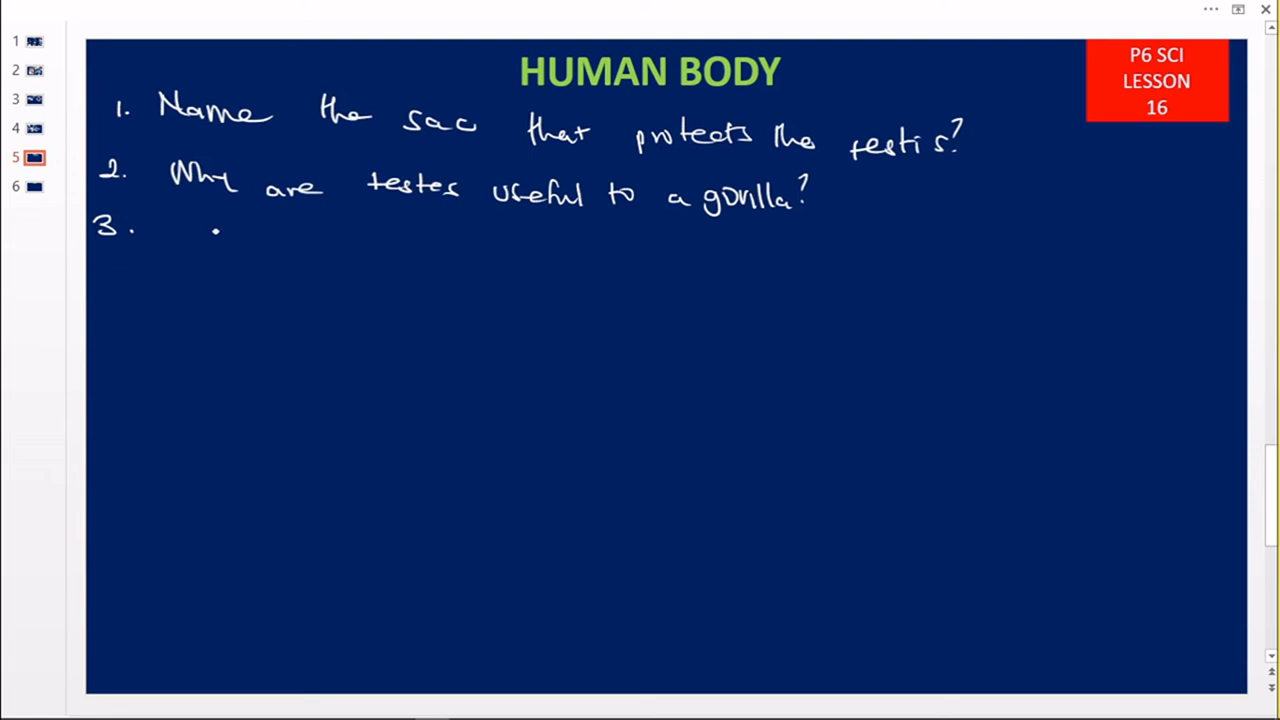 1
2
3
4
5
6
HUMAN BODY
P6 SCI
LESSON
16
1. Name the sac that protects the testis?
2. Why are testes useful to a gorilla?
3. .